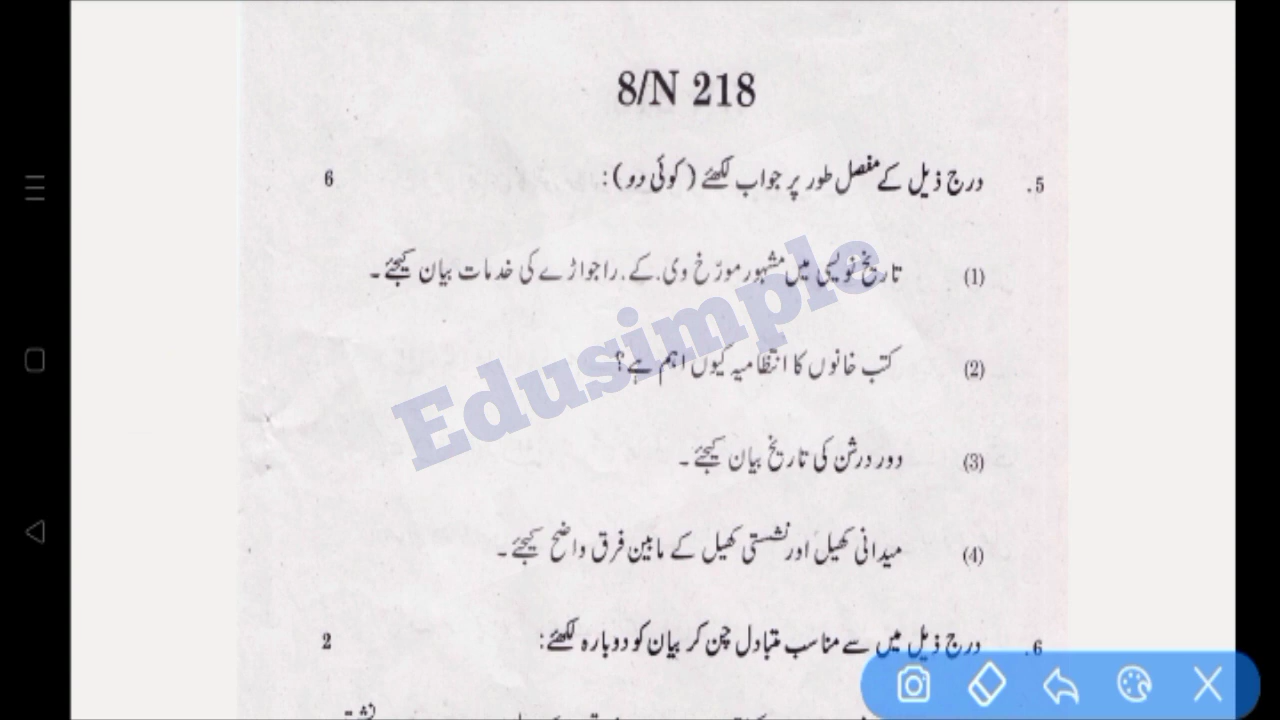 8/N 218
5. درج ذیل کے مفصل طور پر جواب لکھئے (کوئی دو): 6
(1) تاریخ نویسی میں مشہور مورّخ وی.کے.راجواڑے کی خدمات بیان کیجئے۔
(2) کتب خانوں کا انتظامیہ کیوں اہم ہے؟
(3) دور درشن کی تاریخ بیان کیجئے۔
(4) میدانی کھیل اور نشستی کھیل کے مابین فرق واضح کیجئے۔
Edusimple
6. درج ذیل میں سے مناسب متبادل چن کر بیان کو دوبارہ لکھئے: 2